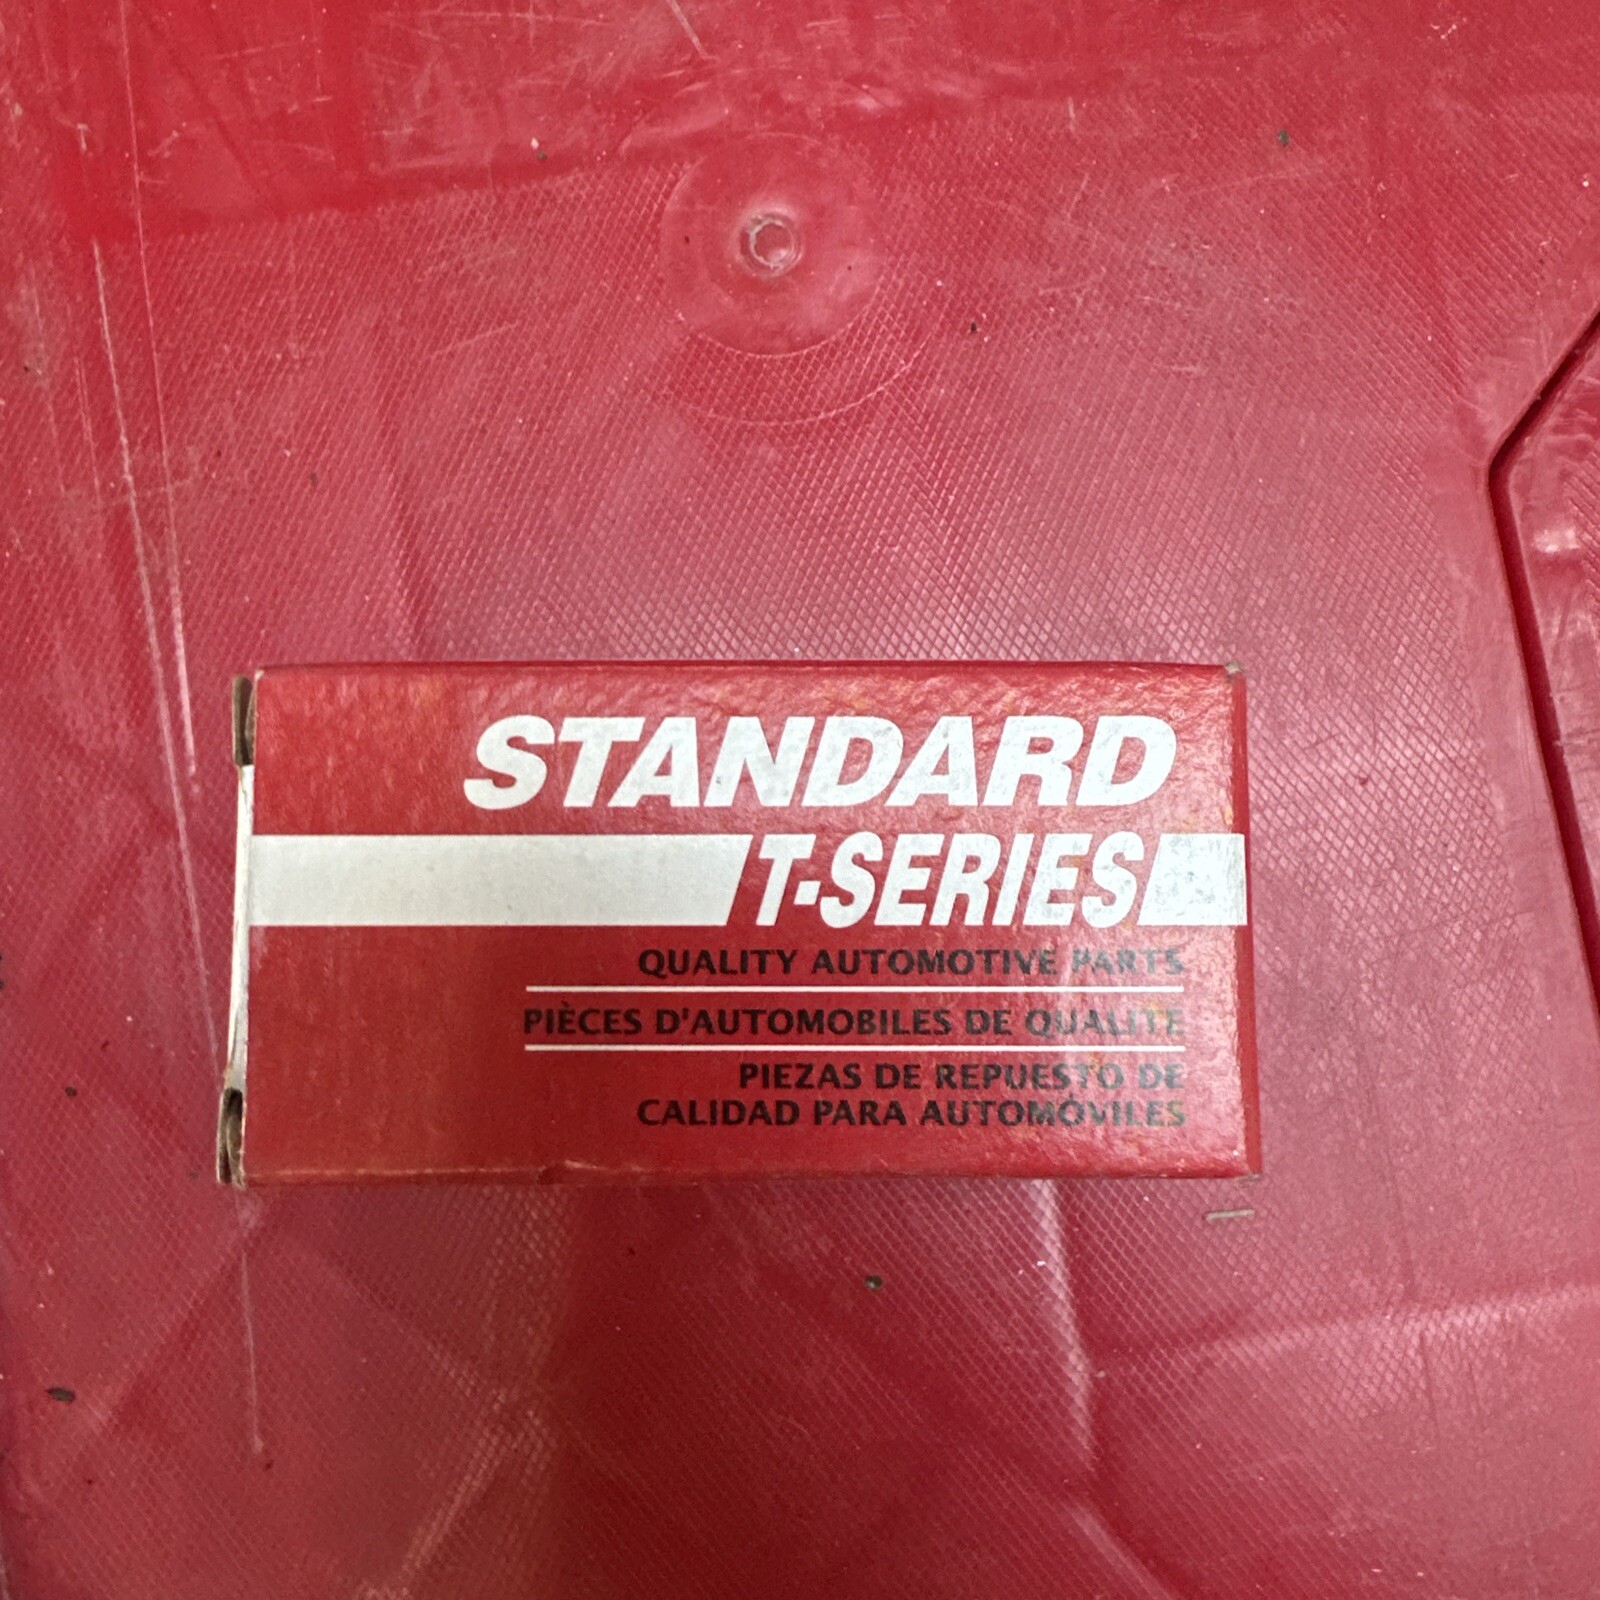 STANDARD
T-SERIES
QUALITY AUTOMOTIVE PARTS
PIÈCES D'AUTOMOBILES DE QUALITÉ
PIEZAS DE REPUESTO DE
CALIDAD PARA AUTOMÓVILES